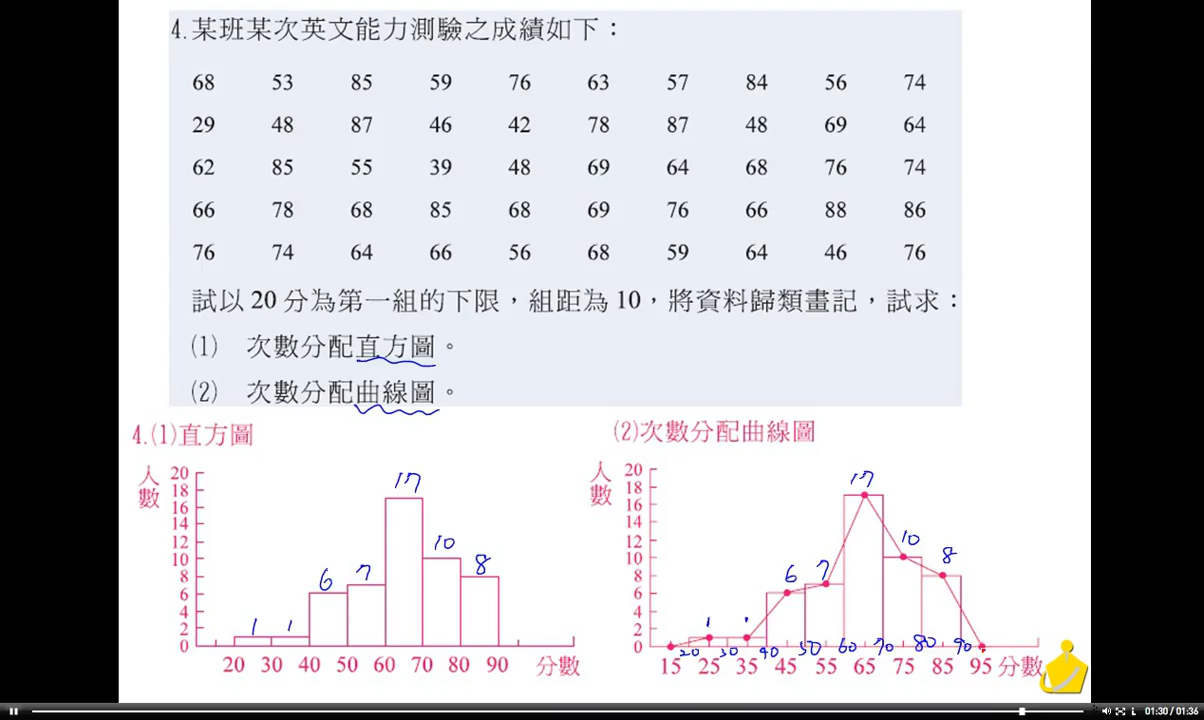 4.某班某次英文能力測驗之成績如下：
68 53 85 59 76 63 57 84 56 74
29 48 87 46 42 78 87 48 69 64
62 85 55 39 48 69 64 68 76 74
66 78 68 85 68 69 76 66 88 86
76 74 64 66 56 68 59 64 46 76
試以 20 分為第一組的下限，組距為 10，將資料歸類畫記，試求：
(1) 次數分配直方圖。
(2) 次數分配曲線圖。
4.(1)直方圖
人數
20
18
16
14
12
10
8
6
4
2
0
1 1 6 7 17 10 8
20 30 40 50 60 70 80 90 分數
(2)次數分配曲線圖
人數
20
18
16
14
12
10
8
6
4
2
0
1 6 7 17 10 8
20 30 40 50 60 70 80 90
15 25 35 45 55 65 75 85 95 分數
01:30 / 01:36